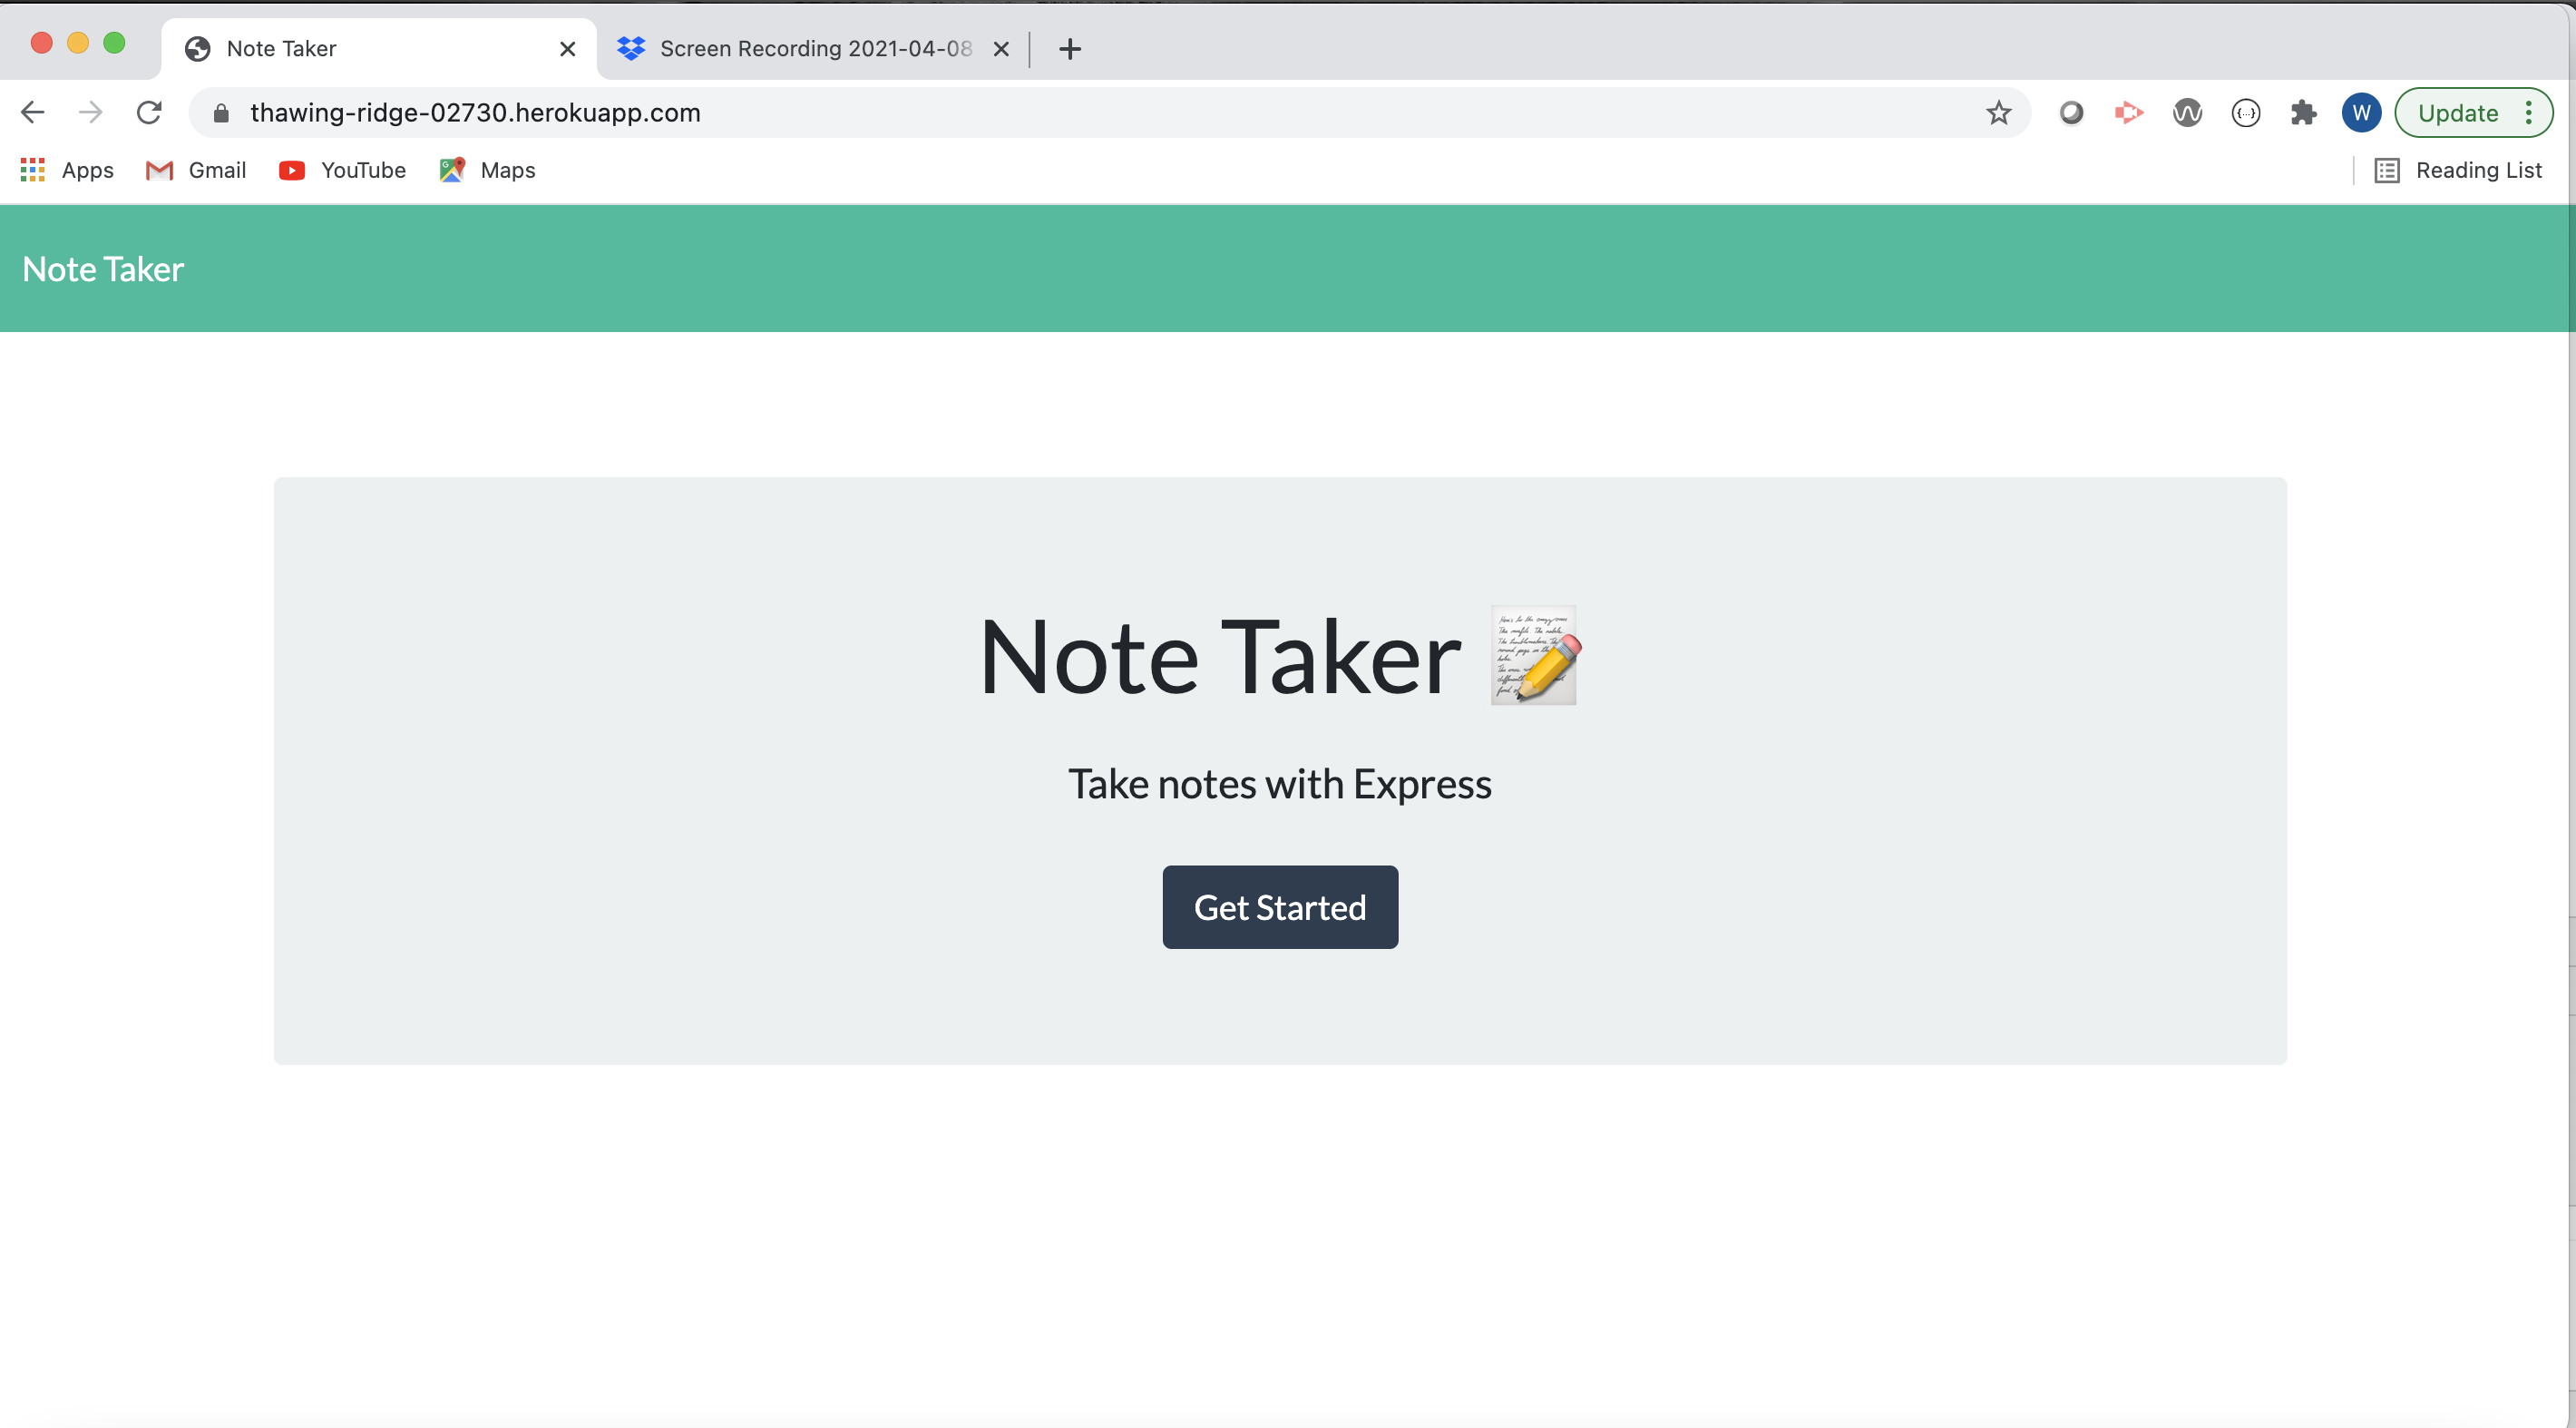 Note Taker
Screen Recording 2021-04-08
thawing-ridge-02730.herokuapp.com
W
Update
Apps
Gmail
YouTube
Maps
Reading List
Note Taker
Note Taker
Take notes with Express
Get Started